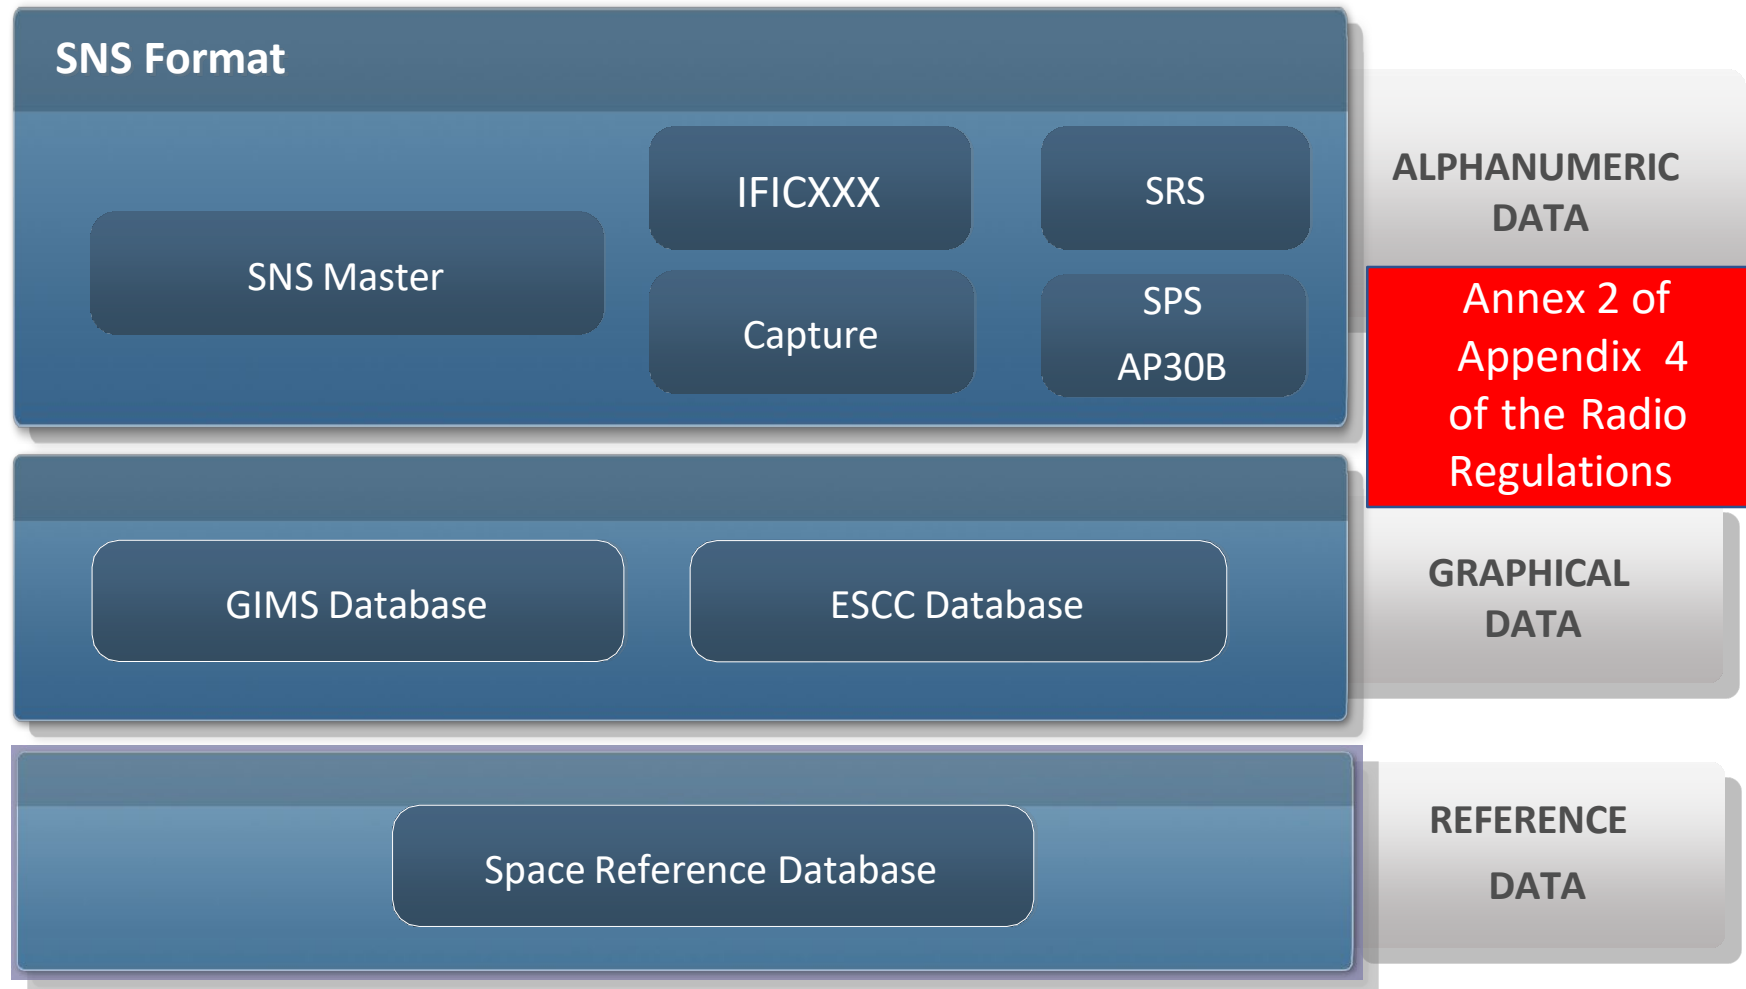 SNS Format
SNS Master
IFICXXX
SRS
Capture
SPS
AP30B
ALPHANUMERIC
DATA
Annex 2 of
Appendix 4
of the Radio
Regulations
GIMS Database
ESCC Database
GRAPHICAL
DATA
Space Reference Database
REFERENCE
DATA